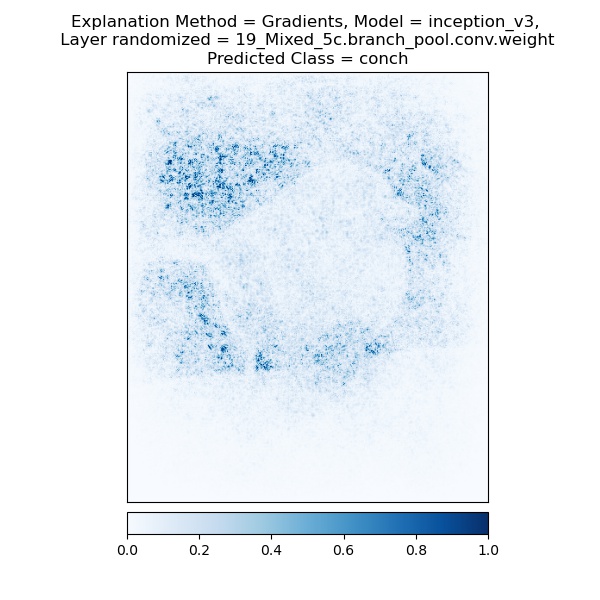 Explanation Method = Gradients, Model = inception_v3,
Layer randomized = 19_Mixed_5c.branch_pool.conv.weight
Predicted Class = conch
0.0 0.2 0.4 0.6 0.8 1.0